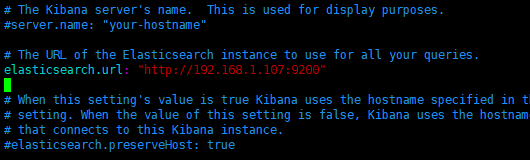 # The Kibana server's name.  This is used for display purposes.
#server.name: "your-hostname"
# The URL of the Elasticsearch instance to use for all your queries.
elasticsearch.url: "http://192.168.1.107:9200"
# When this setting's value is true Kibana uses the hostname specified in th
# setting. When the value of this setting is false, Kibana uses the hostnam
# that connects to this Kibana instance.
#elasticsearch.preserveHost: true